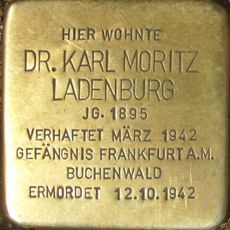 HIER WOHNTE
DR. KARL MORITZ
LADENBURG
JG. 1895
VERHAFTET MÄRZ 1942
GEFÄNGNIS FRANKFURT A.M.
BUCHENWALD
ERMORDET 12.10.1942